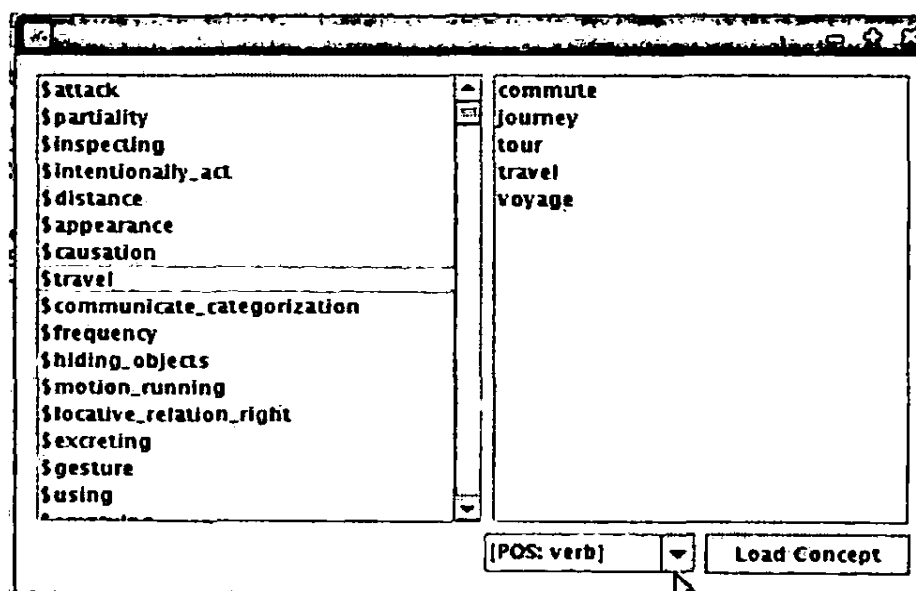 $attack
$partiality
$inspecting
$intentionally_act
$distance
$appearance
$causation
$travel
$communicate_categorization
$frequency
$hiding_objects
$motion_running
$locative_relation_right
$excreting
$gesture
$using
commute
journey
tour
travel
voyage
[POS: verb]
Load Concept